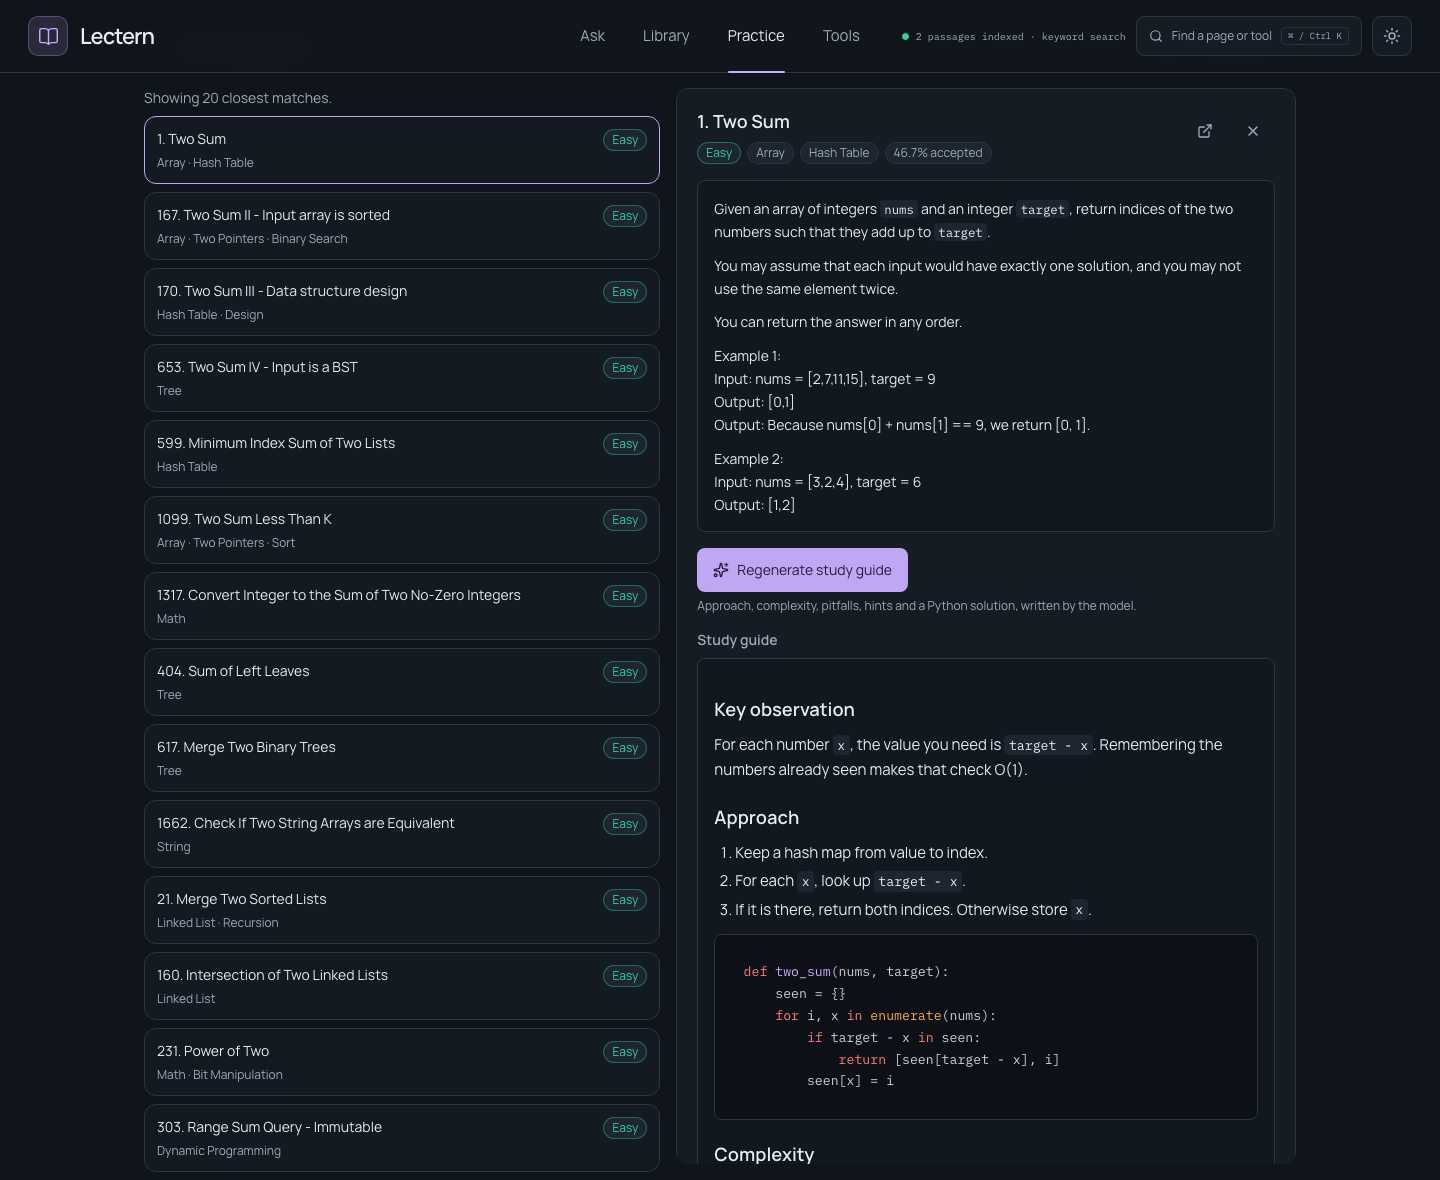 Lectern
Ask
Library
Practice
Tools
2 passages indexed · keyword search
Find a page or tool
⌘ / Ctrl K
Showing 20 closest matches.
1. Two Sum
Easy
Array · Hash Table
167. Two Sum II - Input array is sorted
Easy
Array · Two Pointers · Binary Search
170. Two Sum III - Data structure design
Easy
Hash Table · Design
653. Two Sum IV - Input is a BST
Easy
Tree
599. Minimum Index Sum of Two Lists
Easy
Hash Table
1099. Two Sum Less Than K
Easy
Array · Two Pointers · Sort
1317. Convert Integer to the Sum of Two No-Zero Integers
Easy
Math
404. Sum of Left Leaves
Easy
Tree
617. Merge Two Binary Trees
Easy
Tree
1662. Check If Two String Arrays are Equivalent
Easy
String
21. Merge Two Sorted Lists
Easy
Linked List · Recursion
160. Intersection of Two Linked Lists
Easy
Linked List
231. Power of Two
Easy
Math · Bit Manipulation
303. Range Sum Query - Immutable
Easy
Dynamic Programming
1. Two Sum
Easy
Array
Hash Table
46.7% accepted
Given an array of integers nums and an integer target, return indices of the two
numbers such that they add up to target.
You may assume that each input would have exactly one solution, and you may not
use the same element twice.
You can return the answer in any order.
Example 1:
Input: nums = [2,7,11,15], target = 9
Output: [0,1]
Output: Because nums[0] + nums[1] == 9, we return [0, 1].
Example 2:
Input: nums = [3,2,4], target = 6
Output: [1,2]
Regenerate study guide
Approach, complexity, pitfalls, hints and a Python solution, written by the model.
Study guide
Key observation
For each number x, the value you need is target - x. Remembering the
numbers already seen makes that check O(1).
Approach
1. Keep a hash map from value to index.
2. For each x, look up target - x.
3. If it is there, return both indices. Otherwise store x.
def two_sum(nums, target):
    seen = {}
    for i, x in enumerate(nums):
        if target - x in seen:
            return [seen[target - x], i]
        seen[x] = i
Complexity